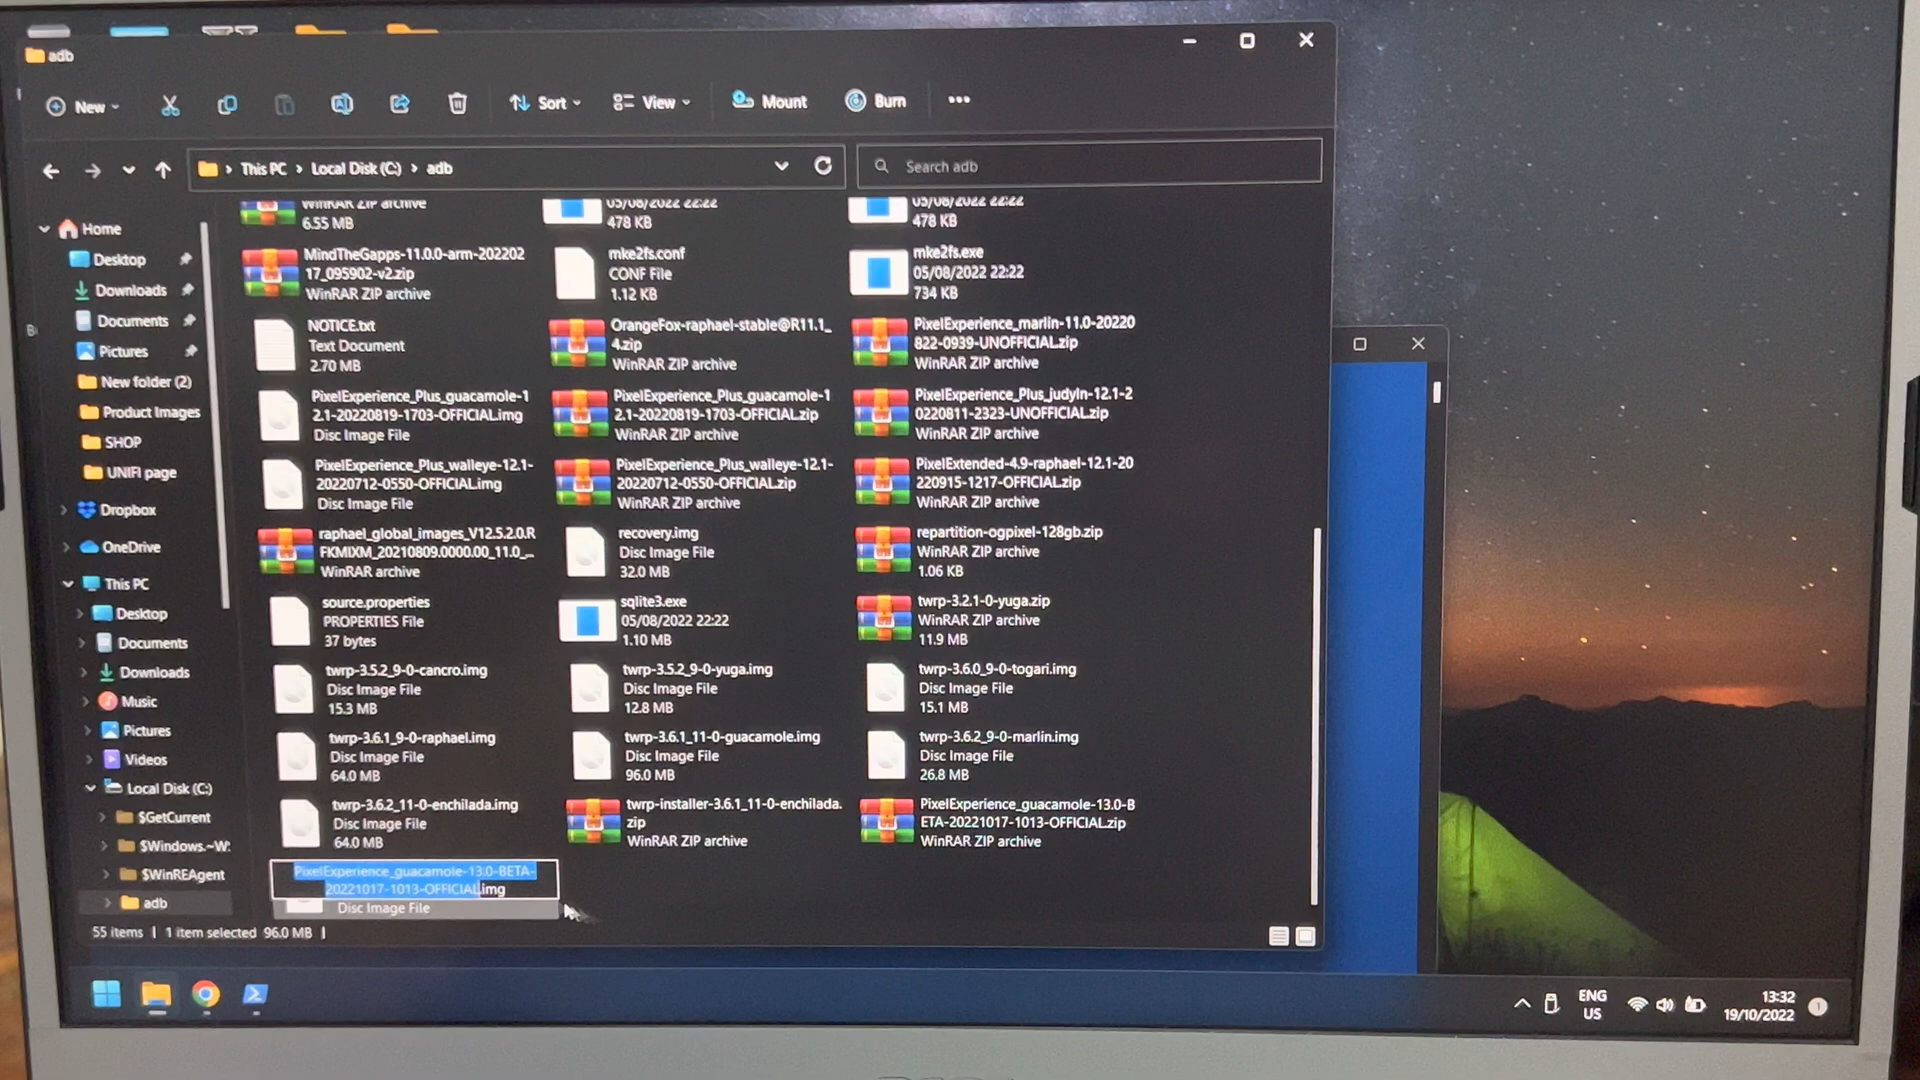 adb
New
Sort
View
Mount
Burn
This PC
Local Disk (C:)
adb
Search adb
Home
Desktop
Downloads
Documents
Pictures
New folder (2)
Product Images
SHOP
UNIFI page
Dropbox
OneDrive
This PC
Desktop
Documents
Downloads
Music
Pictures
Videos
Local Disk (C:)
$GetCurrent
$Windows.~W:
$WinREAgent
adb
WinRAR ZIP archive
6.55 MB
05/08/2022 22:22
478 KB
05/08/2022 22:22
478 KB
MindTheGapps-11.0.0-arm-202202
17_095902-v2.zip
WinRAR ZIP archive
mke2fs.conf
CONF File
1.12 KB
mke2fs.exe
05/08/2022 22:22
734 KB
NOTICE.txt
Text Document
2.70 MB
OrangeFox-raphael-stable@R11.1_
4.zip
WinRAR ZIP archive
PixelExperience_marlin-11.0-20220
822-0939-UNOFFICIAL.zip
WinRAR ZIP archive
PixelExperience_Plus_guacamole-1
2.1-20220819-1703-OFFICIAL.img
Disc Image File
PixelExperience_Plus_guacamole-1
2.1-20220819-1703-OFFICIAL.zip
WinRAR ZIP archive
PixelExperience_Plus_judyln-12.1-2
0220811-2323-UNOFFICIAL.zip
WinRAR ZIP archive
PixelExperience_Plus_walleye-12.1-
20220712-0550-OFFICIAL.img
Disc Image File
PixelExperience_Plus_walleye-12.1-
20220712-0550-OFFICIAL.zip
WinRAR ZIP archive
PixelExtended-4.9-raphael-12.1-20
220915-1217-OFFICIAL.zip
WinRAR ZIP archive
raphael_global_images_V12.5.2.0.R
FKMIXM_20210809.0000.00_11.0_...
WinRAR archive
recovery.img
Disc Image File
32.0 MB
repartition-ogpixel-128gb.zip
WinRAR ZIP archive
1.06 KB
source.properties
PROPERTIES File
37 bytes
sqlite3.exe
05/08/2022 22:22
1.10 MB
twrp-3.2.1-0-yuga.zip
WinRAR ZIP archive
11.9 MB
twrp-3.5.2_9-0-cancro.img
Disc Image File
15.3 MB
twrp-3.5.2_9-0-yuga.img
Disc Image File
12.8 MB
twrp-3.6.0_9-0-togari.img
Disc Image File
15.1 MB
twrp-3.6.1_9-0-raphael.img
Disc Image File
64.0 MB
twrp-3.6.1_11-0-guacamole.img
Disc Image File
96.0 MB
twrp-3.6.2_9-0-marlin.img
Disc Image File
26.8 MB
twrp-3.6.2_11-0-enchilada.img
Disc Image File
64.0 MB
twrp-installer-3.6.1_11-0-enchilada.
zip
WinRAR ZIP archive
PixelExperience_guacamole-13.0-B
ETA-20221017-1013-OFFICIAL.zip
WinRAR ZIP archive
PixelExperience_guacamole-13.0-BETA-
20221017-1013-OFFICIAL.img
Disc Image File
55 items
1 item selected 96.0 MB
ENG
US
13:32
19/10/2022
1